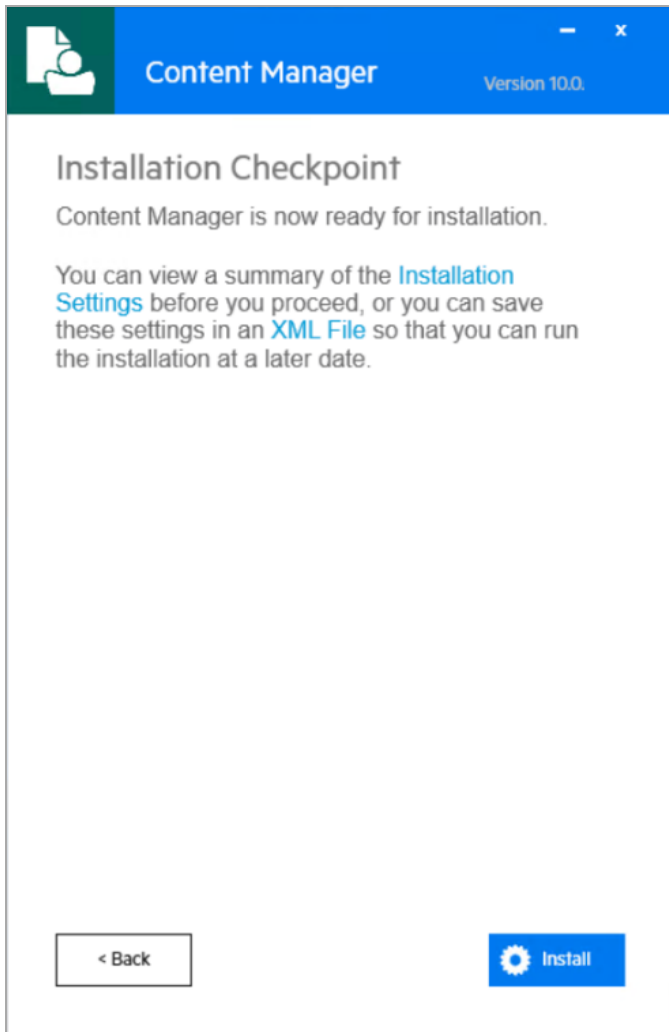 Content Manager
Version 10.0.
Installation Checkpoint
Content Manager is now ready for installation.
You can view a summary of the Installation
Settings before you proceed, or you can save
these settings in an XML File so that you can run
the installation at a later date.
< Back
Install